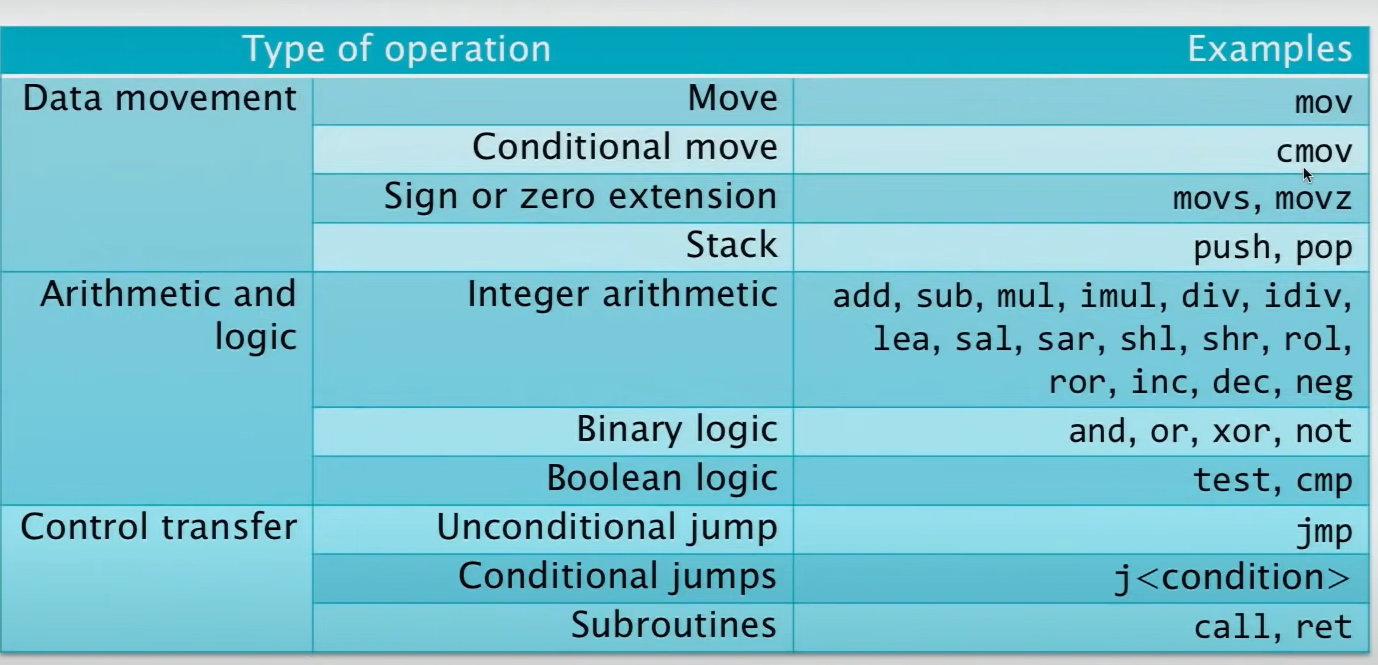 Type of operation Examples
Data movement Move mov
Conditional move cmov
Sign or zero extension movs, movz
Stack push, pop
Arithmetic and logic Integer arithmetic add, sub, mul, imul, div, idiv,
lea, sal, sar, shl, shr, rol,
ror, inc, dec, neg
Binary logic and, or, xor, not
Boolean logic test, cmp
Control transfer Unconditional jump jmp
Conditional jumps j<condition>
Subroutines call, ret